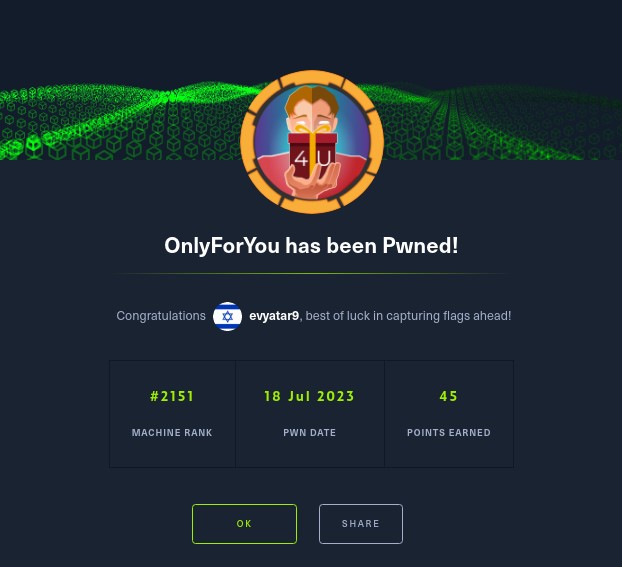 4 U
OnlyForYou has been Pwned!
Congratulations evyatar9, best of luck in capturing flags ahead!
#2151 18 Jul 2023 45
MACHINE RANK PWN DATE POINTS EARNED
OK SHARE